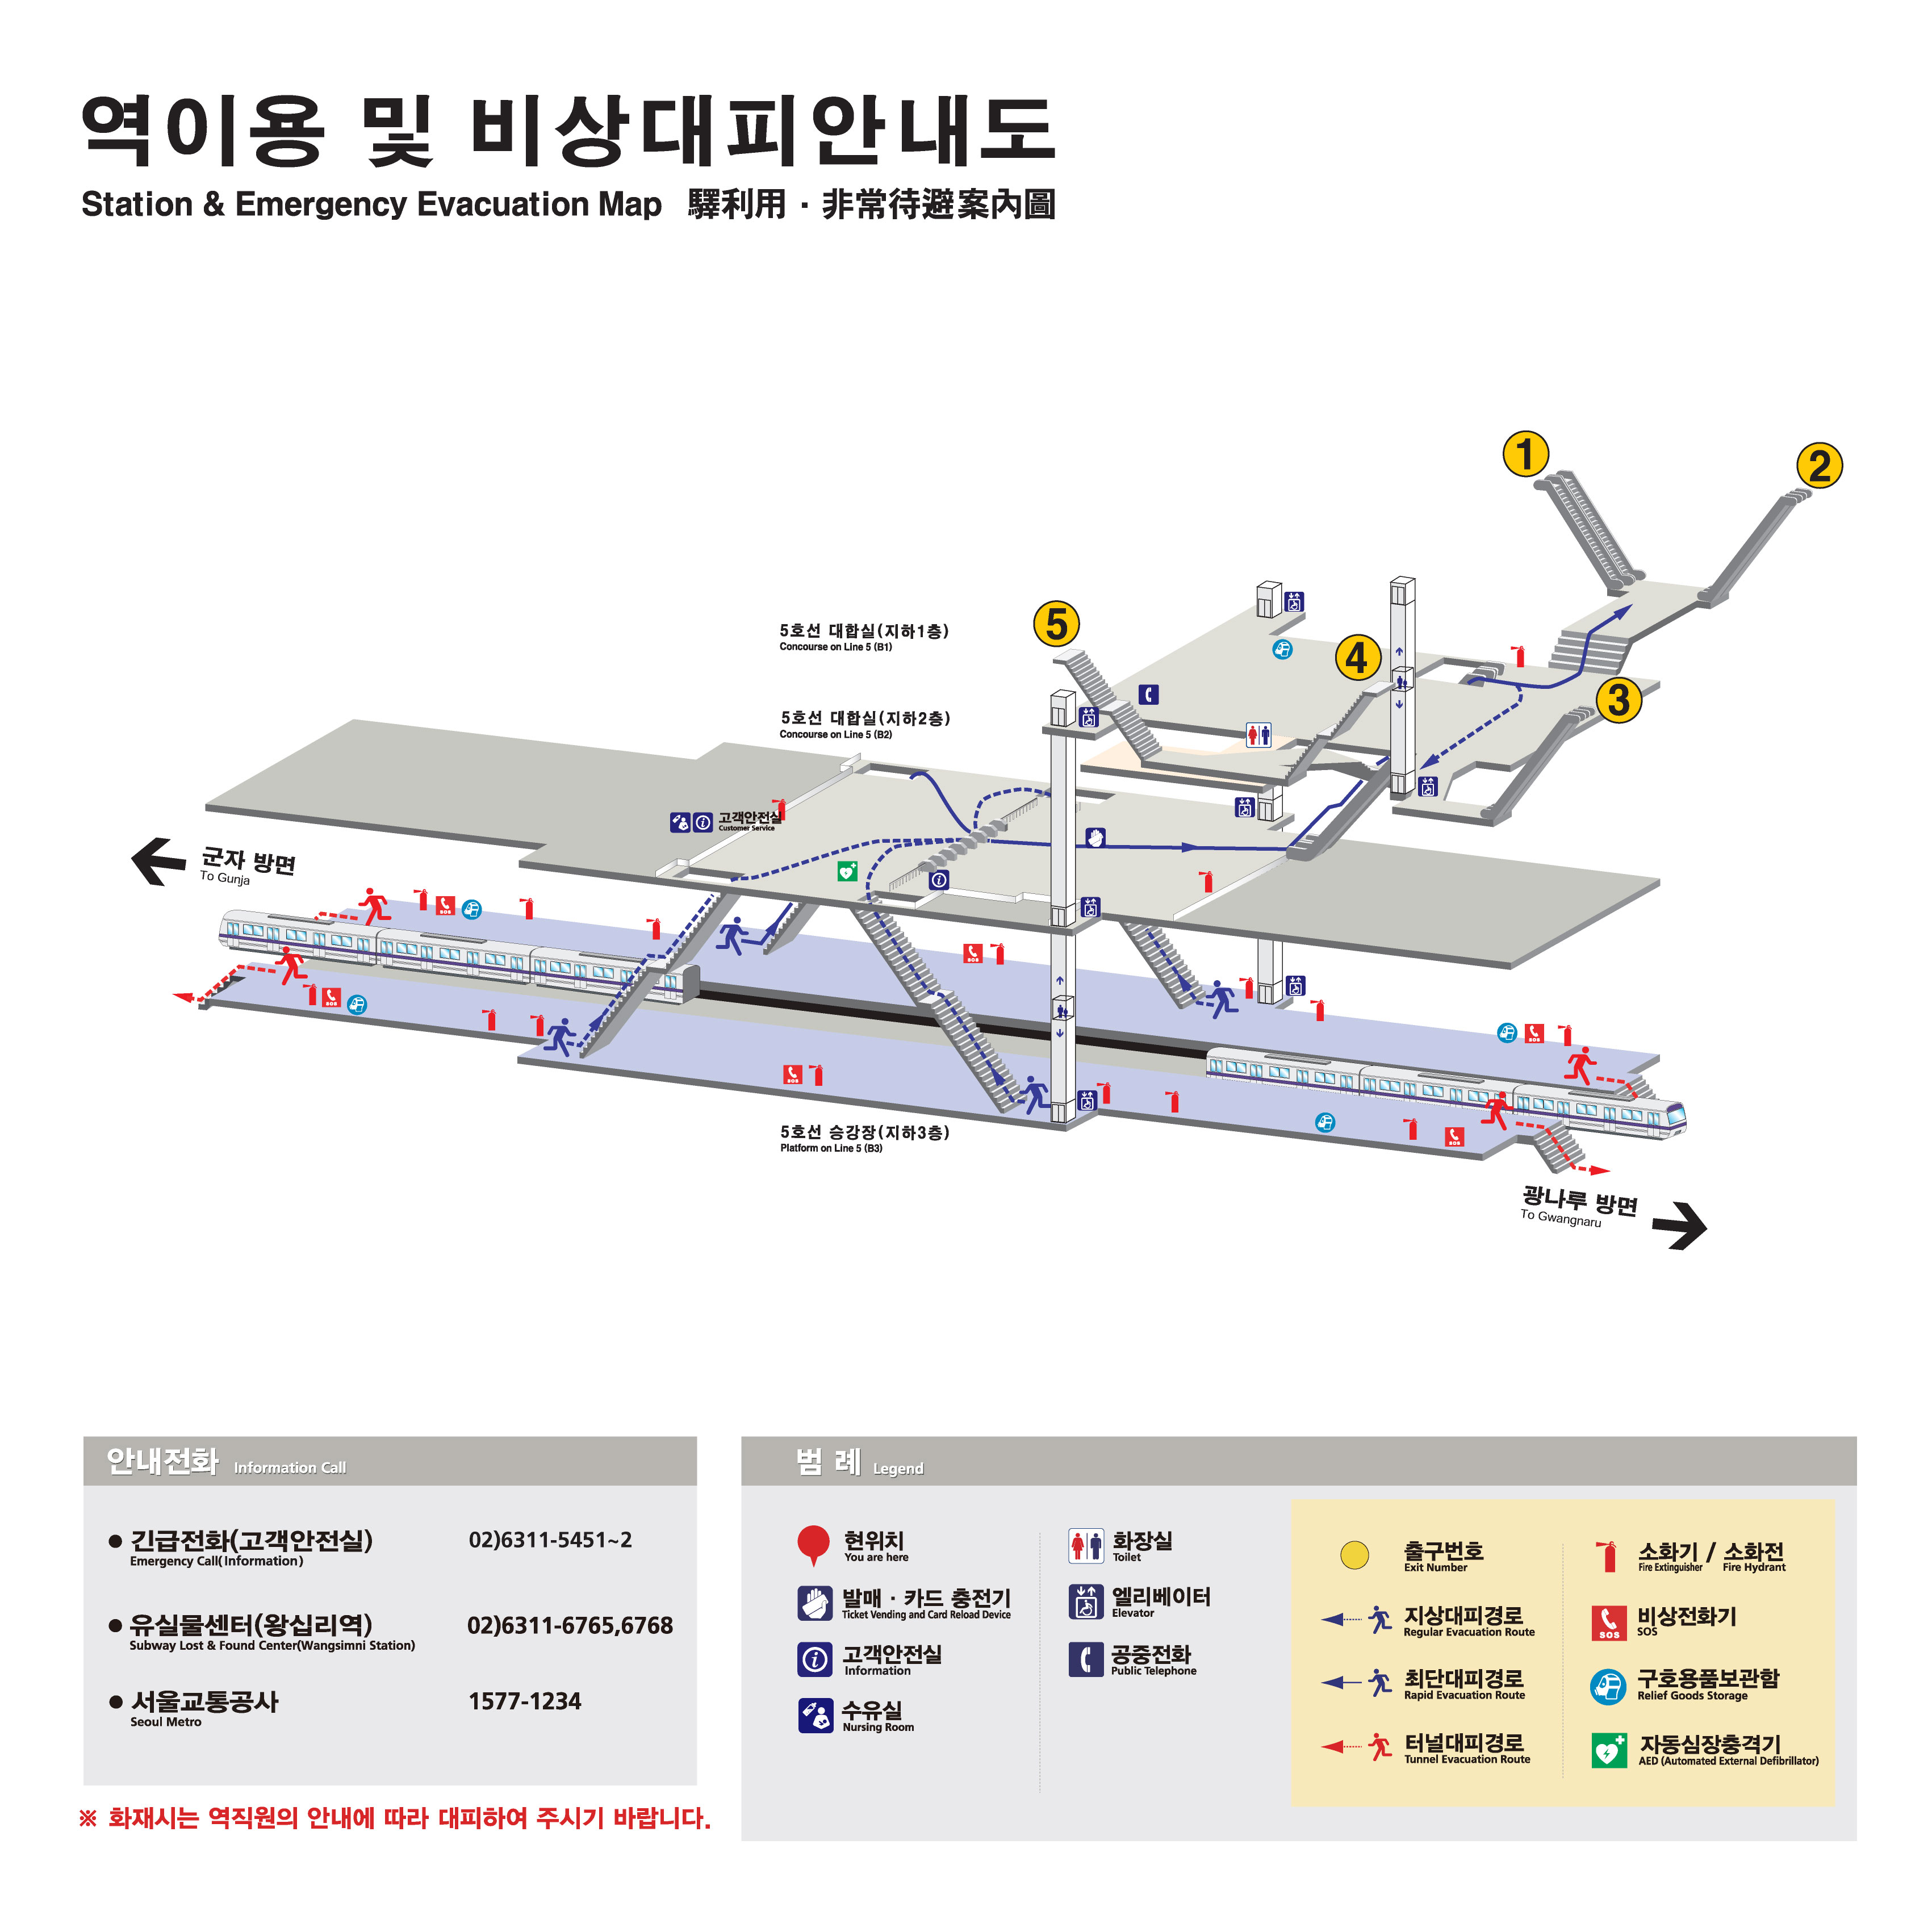 역이용 및 비상대피안내도
Station & Emergency Evacuation Map 驛利用 · 非常待避案內圖
1
2
5호선 대합실(지하1층)
Concourse on Line 5 (B1)
5
4
3
5호선 대합실(지하2층)
Concourse on Line 5 (B2)
고객안전실
Customer Service
군자 방면
To Gunja
SOS
SOS
SOS
SOS
SOS
SOS
5호선 승강장(지하3층)
Platform on Line 5 (B3)
광나루 방면
To Gwangnaru
안내전화 Information Call
긴급전화(고객안전실) 02)6311-5451~2
Emergency Call(Information)
유실물센터(왕십리역) 02)6311-6765,6768
Subway Lost & Found Center(Wangsimni Station)
서울교통공사 1577-1234
Seoul Metro
※ 화재시는 역직원의 안내에 따라 대피하여 주시기 바랍니다.
범 례 Legend
현위치
You are here
발매 · 카드 충전기
Ticket Vending and Card Reload Device
고객안전실
Information
수유실
Nursing Room
화장실
Toilet
엘리베이터
Elevator
공중전화
Public Telephone
출구번호
Exit Number
지상대피경로
Regular Evacuation Route
최단대피경로
Rapid Evacuation Route
터널대피경로
Tunnel Evacuation Route
소화기 / 소화전
Fire Extinguisher Fire Hydrant
SOS
비상전화기
SOS
구호용품보관함
Relief Goods Storage
자동심장충격기
AED (Automated External Defibrillator)